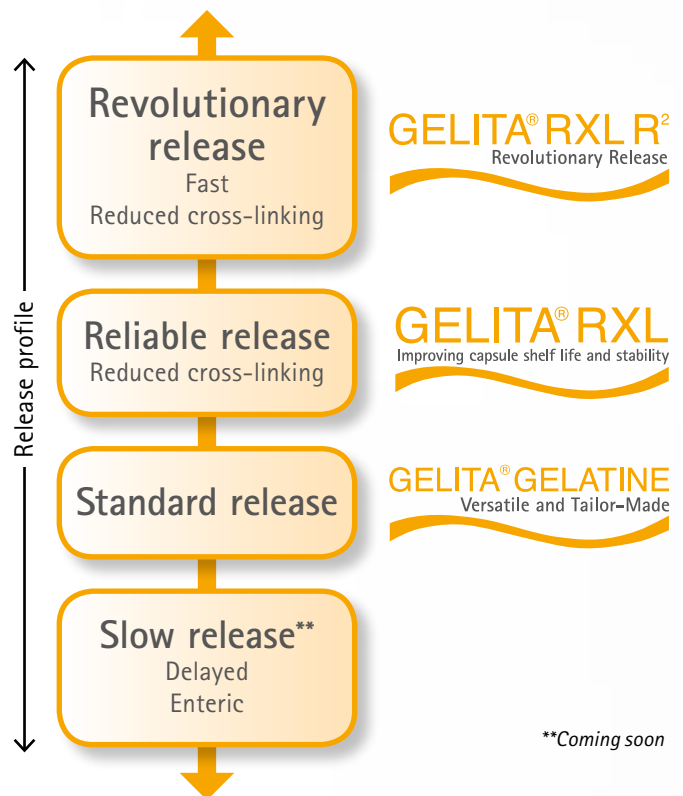 Revolutionary
release
Fast
Reduced cross-linking
GELITA® RXL R²
Revolutionary Release
Release profile
Reliable release
Reduced cross-linking
GELITA® RXL
Improving capsule shelf life and stability
Standard release
GELITA® GELATINE
Versatile and Tailor-Made
Slow release**
Delayed
Enteric
**Coming soon